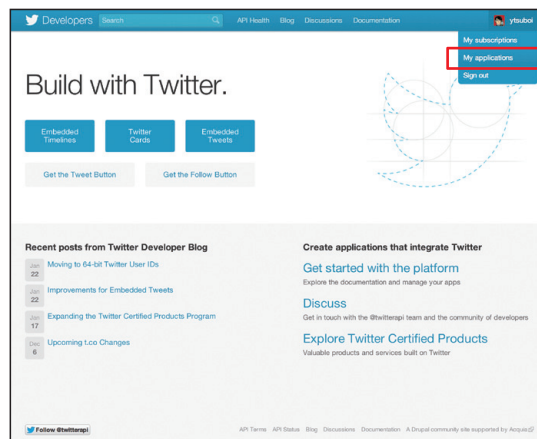 Developers Search API Health Blog Discussions Documentation ytsuboi
My subscriptions
My applications
Sign out
Build with Twitter.
Embedded Timelines
Twitter Cards
Embedded Tweets
Get the Tweet Button
Get the Follow Button
Recent posts from Twitter Developer Blog
Jan 22 Moving to 64-bit Twitter User IDs
Jan 22 Improvements for Embedded Tweets
Jan 17 Expanding the Twitter Certified Products Program
Dec 6 Upcoming t.co Changes
Create applications that integrate Twitter
Get started with the platform
Explore the documentation and manage your apps
Discuss
Get in touch with the @twitterapi team and the community of developers
Explore Twitter Certified Products
Valuable products and services built on Twitter
Follow @twitterapi
API Terms API Status Blog Discussions Documentation A Drupal community site supported by Acquia